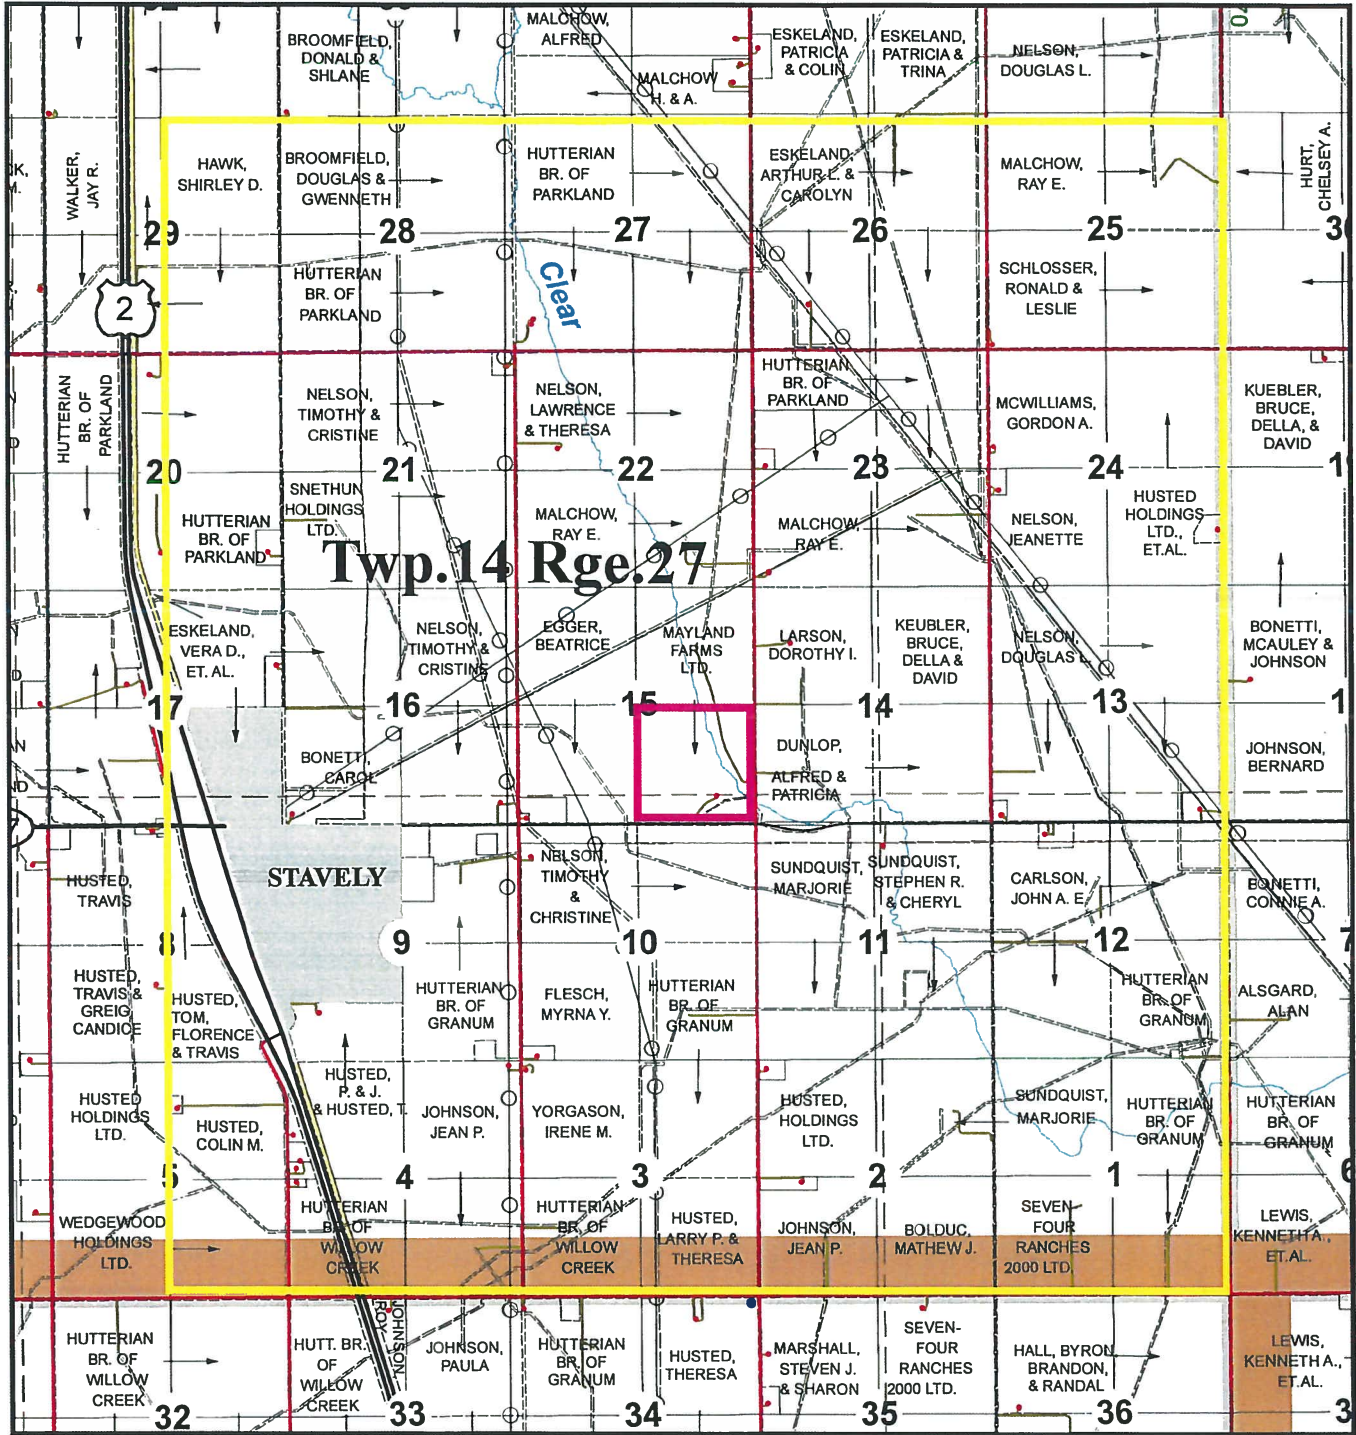 MALCHOW,
ALFRED
BROOMFIELD,
DONALD &
SHLANE
ESKELAND,
PATRICIA
& COLIN
ESKELAND,
PATRICIA &
TRINA
NELSON,
DOUGLAS L.
MALCHOW
H. & A.
WALKER,
JAY R.
HAWK,
SHIRLEY D.
BROOMFIELD,
DOUGLAS &
GWENNETH
HUTTERIAN
BR. OF
PARKLAND
ESKELAND
ARTHUR L. &
CAROLYN
MALCHOW,
RAY E.
HURT,
CHELSEY A.
29
28
27
26
25
30
2
HUTTERIAN
BR. OF
PARKLAND
Clear
SCHLOSSER,
RONALD &
LESLIE
HUTTERIAN
BR. OF
PARKLAND
NELSON,
TIMOTHY &
CRISTINE
NELSON,
LAWRENCE
& THERESA
HUTTERIAN
BR. OF
PARKLAND
MCWILLIAMS,
GORDON A.
KUEBLER,
BRUCE,
DELLA, &
DAVID
20
21
22
23
24
HUTTERIAN
BR. OF
PARKLAND
SNETHUN
HOLDINGS
LTD.
MALCHOW,
RAY E.
MALCHOW
RAY E.
NELSON,
JEANETTE
HUSTED
HOLDINGS
LTD.,
ET.AL.
Twp.14 Rge.27
ESKELAND,
VERA D.,
ET. AL.
NELSON,
TIMOTHY &
CRISTINE
EGGER,
BEATRICE
MAYLAND
FARMS
LTD.
LARSON,
DOROTHY I.
KEUBLER,
BRUCE,
DELLA &
DAVID
NELSON,
DOUGLAS L.
BONETTI,
MCAULEY &
JOHNSON
17
16
15
14
13
BONETTI,
CAROL
DUNLOP,
ALFRED &
PATRICIA
JOHNSON,
BERNARD
STAVELY
HUSTED,
TRAVIS
NELSON,
TIMOTHY
&
CHRISTINE
SUNDQUIST,
MARJORIE
SUNDQUIST,
STEPHEN R.
& CHERYL
CARLSON,
JOHN A. E.
BONETTI,
CONNIE A.
8
9
10
11
12
7
HUSTED,
TRAVIS &
GREIG,
CANDICE
HUSTED,
TOM,
FLORENCE
& TRAVIS
HUTTERIAN
BR. OF
GRANUM
FLESCH,
MYRNA Y.
HUTTERIAN
BR. OF
GRANUM
HUTTERIAN
BR. OF
GRANUM
ALSGARD,
ALAN
HUSTED
HOLDINGS
LTD.
HUSTED,
COLIN M.
HUSTED,
P. & J.
& HUSTED, T.
JOHNSON,
JEAN P.
YORGASON,
IRENE M.
HUSTED,
HOLDINGS
LTD.
SUNDQUIST,
MARJORIE
HUTTERIAN
BR. OF
GRANUM
HUTTERIAN
BR. OF
GRANUM
5
4
3
2
1
6
WEDGEWOOD
HOLDINGS
LTD.
HUTTERIAN
BR. OF
WILLOW
CREEK
HUTTERIAN
BR. OF
WILLOW
CREEK
HUSTED,
LARRY P. &
THERESA
JOHNSON,
JEAN P.
BOLDUC,
MATHEW J.
SEVEN-
FOUR
RANCHES
2000 LTD.
LEWIS,
KENNETH A.,
ET.AL.
HUTTERIAN
BR. OF
WILLOW
CREEK
HUTT. BR.
OF
WILLOW
CREEK
JOHNSON,
ROY
JOHNSON,
PAULA
HUTTERIAN
BR. OF
GRANUM
HUSTED,
THERESA
MARSHALL,
STEVEN J.
& SHARON
SEVEN-
FOUR
RANCHES
2000 LTD.
HALL, BYRON
BRANDON,
& RANDAL
LEWIS,
KENNETH A.,
ET.AL.
32
33
34
35
36